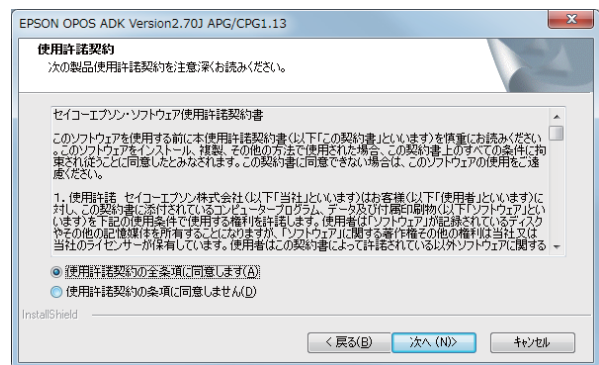 EPSON OPOS ADK Version2.70J APG/CPG1.13
使用許諾契約
次の製品使用許諾契約を注意深くお読みください。
セイコーエプソン・ソフトウェア使用許諾契約書
このソフトウェアを使用する前に本使用許諾契約書(以下「この契約書」といいます)を慎重にお読みください
。このソフトウェアをインストール、複製、その他の方法で使用された場合、この契約書上のすべての条件に拘
束され従うことに同意したとみなされます。この契約書に同意できない場合は、このソフトウェアの使用をご遠
慮ください。
1. 使用許諾 セイコーエプソン株式会社(以下「当社」といいます)はお客様(以下「使用者」といいます)に
対し、この契約書に添付されているコンピュータープログラム、データ及び付属印刷物(以下「ソフトウェア」とい
います)を下記の使用条件で使用する権利を許諾します。使用者は「ソフトウェア」が記録されているディスク
やその他の記憶媒体を所有することになりますが、「ソフトウェア」に関する著作権その他の権利は当社又は
当社のライセンサーが保有しています。使用者はこの契約書によって許諾されている以外ソフトウェアに関する
使用許諾契約の全条項に同意します(A)
使用許諾契約の条項に同意しません(D)
InstallShield
< 戻る(B)
次へ (N)>
キャンセル